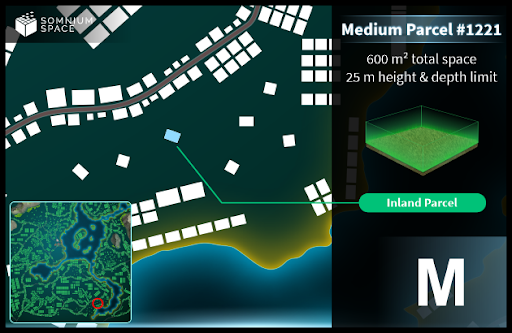 SOMNIUM
SPACE
Medium Parcel #1221
600 m² total space
25 m height & depth limit
Inland Parcel
M